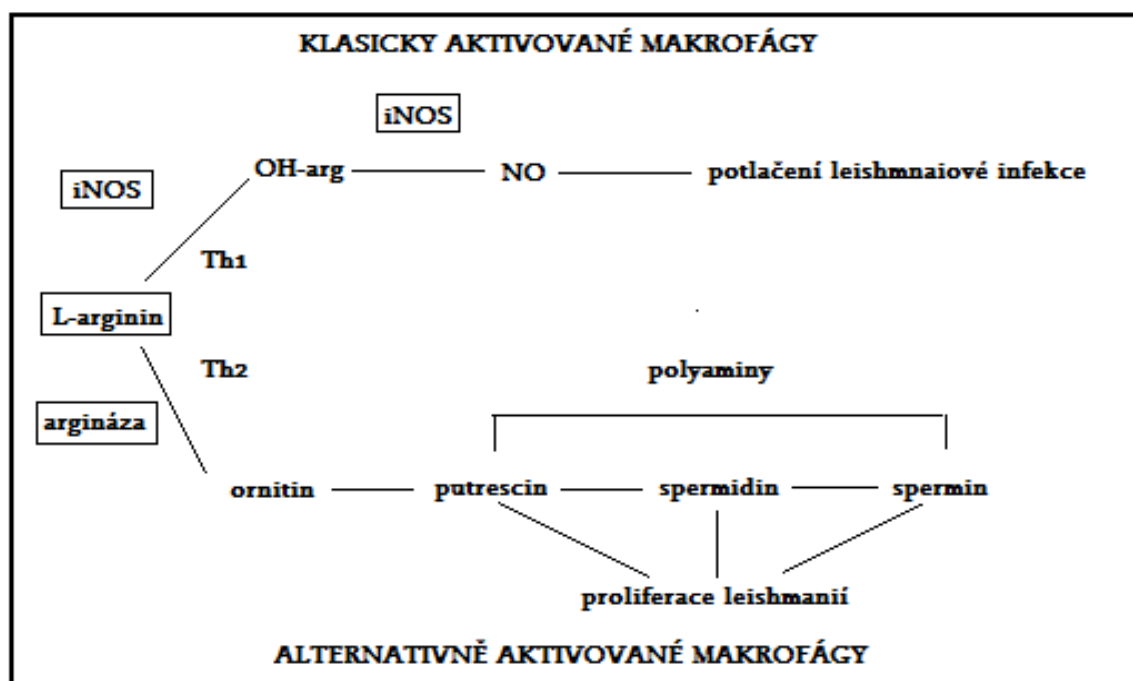 KLASICKY AKTIVOVANÉ MAKROFÁGY
iNOS
iNOS
OH-arg
NO
potlačení leishmnaiové infekce
Th1
L-arginin
Th2
polyaminy
argináza
ornitin
putrescin
spermidin
spermin
proliferace leishmanií
ALTERNATIVNĚ AKTIVOVANÉ MAKROFÁGY